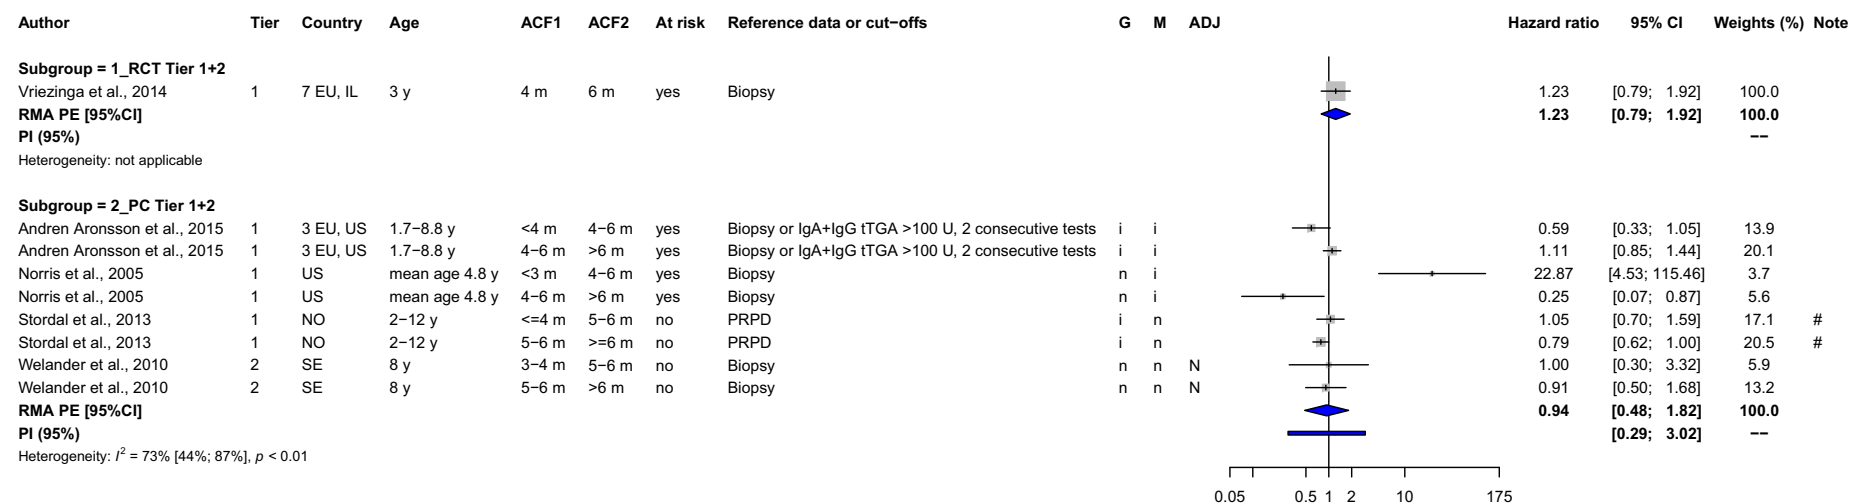 Author Tier Country Age ACF1 ACF2 At risk Reference data or cut−offs G M ADJ Hazard ratio 95% CI Weights (%) Note
Subgroup = 1_RCT Tier 1+2
Vriezinga et al., 2014 1 7 EU, IL 3 y 4 m 6 m yes Biopsy 1.23 [0.79; 1.92] 100.0
RMA PE [95%CI] 1.23 [0.79; 1.92] 100.0
PI (95%) −−
Heterogeneity: not applicable
Subgroup = 2_PC Tier 1+2
Andren Aronsson et al., 2015 1 3 EU, US 1.7−8.8 y <4 m 4−6 m yes Biopsy or IgA+IgG tTGA >100 U, 2 consecutive tests i i 0.59 [0.33; 1.05] 13.9
Andren Aronsson et al., 2015 1 3 EU, US 1.7−8.8 y 4−6 m >6 m yes Biopsy or IgA+IgG tTGA >100 U, 2 consecutive tests i i 1.11 [0.85; 1.44] 20.1
Norris et al., 2005 1 US mean age 4.8 y <3 m 4−6 m yes Biopsy n i 22.87 [4.53; 115.46] 3.7
Norris et al., 2005 1 US mean age 4.8 y 4−6 m >6 m yes Biopsy n i 0.25 [0.07; 0.87] 5.6
Stordal et al., 2013 1 NO 2−12 y <=4 m 5−6 m no PRPD i n 1.05 [0.70; 1.59] 17.1 #
Stordal et al., 2013 1 NO 2−12 y 5−6 m >=6 m no PRPD i n 0.79 [0.62; 1.00] 20.5 #
Welander et al., 2010 2 SE 8 y 3−4 m 5−6 m no Biopsy n n N 1.00 [0.30; 3.32] 5.9
Welander et al., 2010 2 SE 8 y 5−6 m >6 m no Biopsy n n N 0.91 [0.50; 1.68] 13.2
RMA PE [95%CI] 0.94 [0.48; 1.82] 100.0
PI (95%) [0.29; 3.02] −−
Heterogeneity: I² = 73% [44%; 87%], p < 0.01
0.05 0.5 1 2 10 175